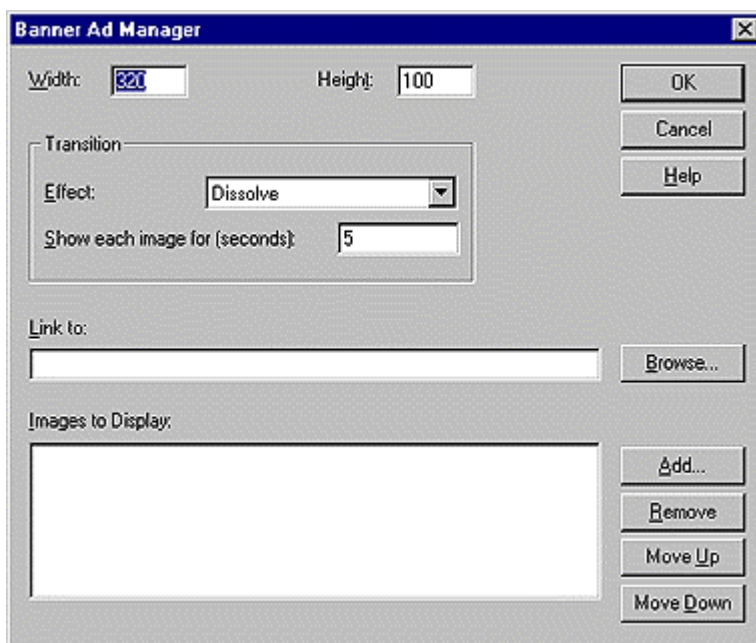 Banner Ad Manager
Width: 320 Height: 100 OK
Cancel
Transition
Help
Effect: Dissolve
Show each image for (seconds): 5
Link to:
Browse...
Images to Display:
Add...
Remove
Move Up
Move Down